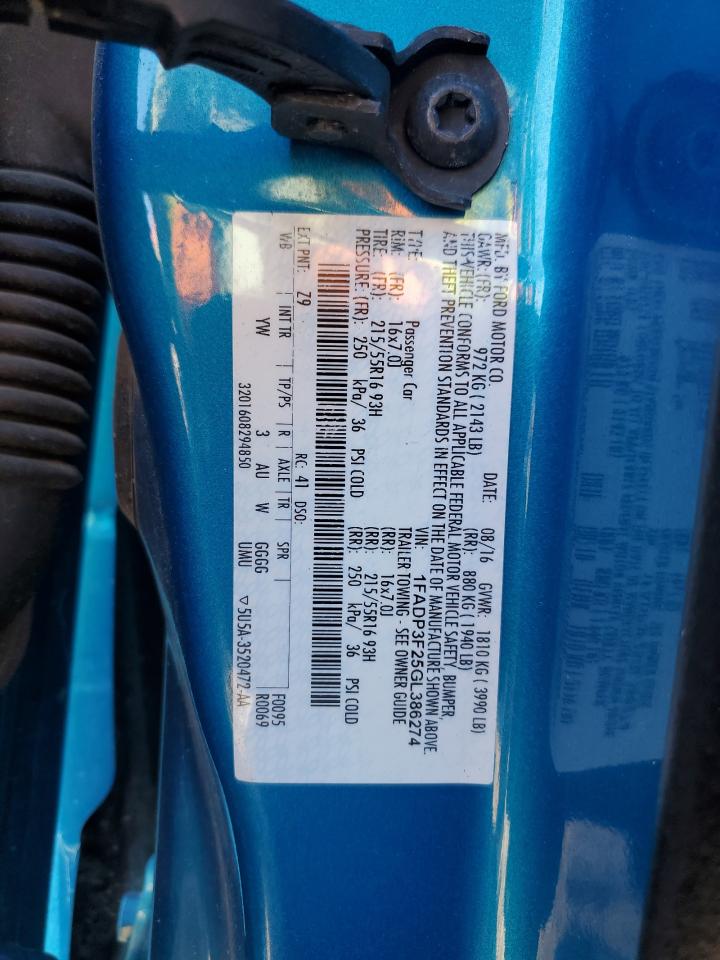 MFD. BY FORD MOTOR CO. DATE: 08/16 GVWR: 1810 KG ( 3990 LB)
GAWR: (FR): 972 KG ( 2143 LB) (RR): 880 KG ( 1940 LB)
THIS VEHICLE CONFORMS TO ALL APPLICABLE FEDERAL MOTOR VEHICLE SAFETY, BUMPER,
AND THEFT PREVENTION STANDARDS IN EFFECT ON THE DATE OF MANUFACTURE SHOWN ABOVE.
VIN: 1FADP3F25GL386274
TYPE: Passenger Car TRAILER TOWING - SEE OWNER GUIDE
RIM: (FR): 16x7.0J (RR): 16x7.0J
TIRE: (FR): 215/55R16 93H (RR): 215/55R16 93H
PRESSURE: (FR): 250 kPa/ 36 PSI COLD (RR): 250 kPa/ 36 PSI COLD
EXT PNT: Z9 RC: 41 DSO: F0095
WB INT TR TP/PS R AXLE TR SPR R0069
YW 3 AU W GGGG
UMU
3201608294850 ▽ 5U5A-3520472-AA